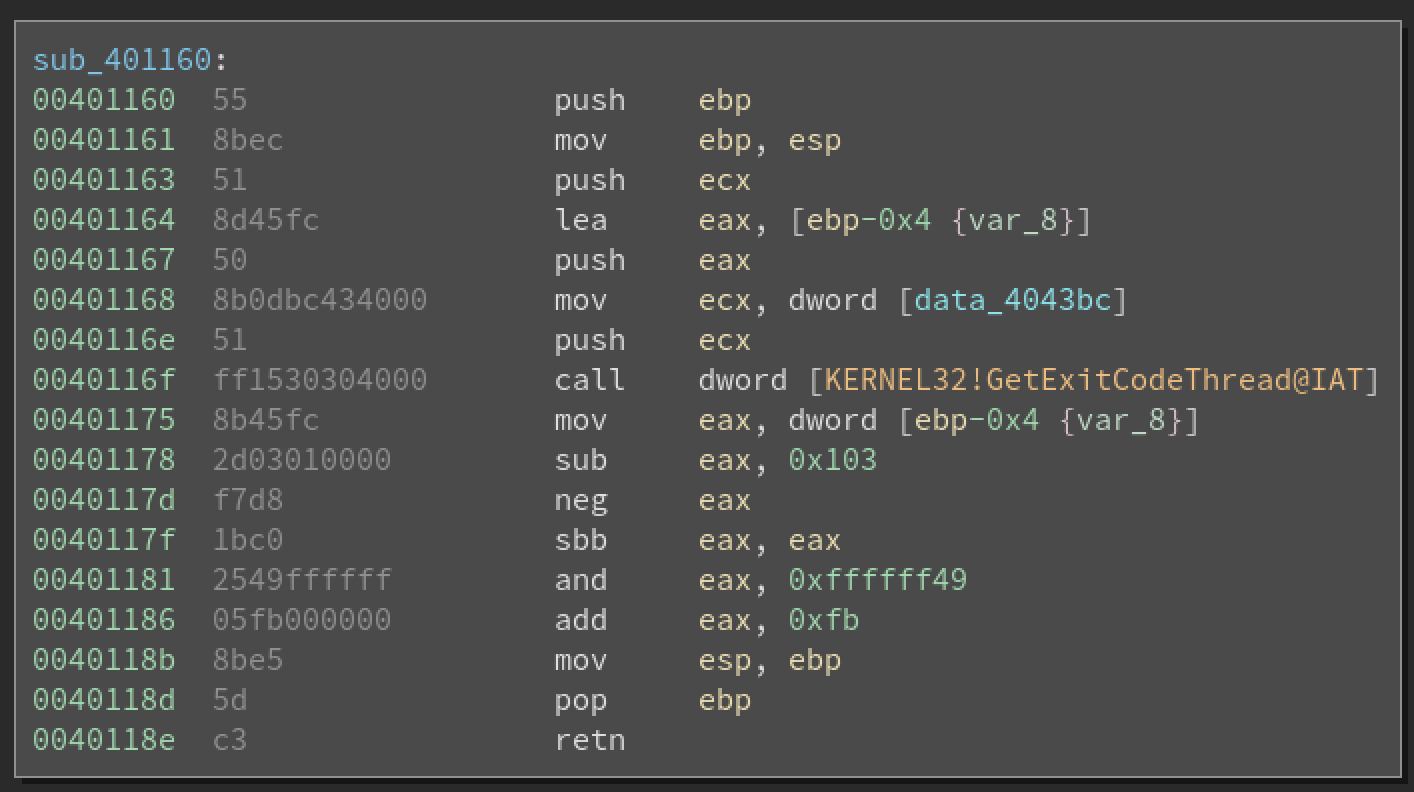 sub_401160:
00401160 55 push ebp
00401161 8bec mov ebp, esp
00401163 51 push ecx
00401164 8d45fc lea eax, [ebp-0x4 {var_8}]
00401167 50 push eax
00401168 8b0dbc434000 mov ecx, dword [data_4043bc]
0040116e 51 push ecx
0040116f ff1530304000 call dword [KERNEL32!GetExitCodeThread@IAT]
00401175 8b45fc mov eax, dword [ebp-0x4 {var_8}]
00401178 2d03010000 sub eax, 0x103
0040117d f7d8 neg eax
0040117f 1bc0 sbb eax, eax
00401181 2549ffffff and eax, 0xffffff49
00401186 05fb000000 add eax, 0xfb
0040118b 8be5 mov esp, ebp
0040118d 5d pop ebp
0040118e c3 retn